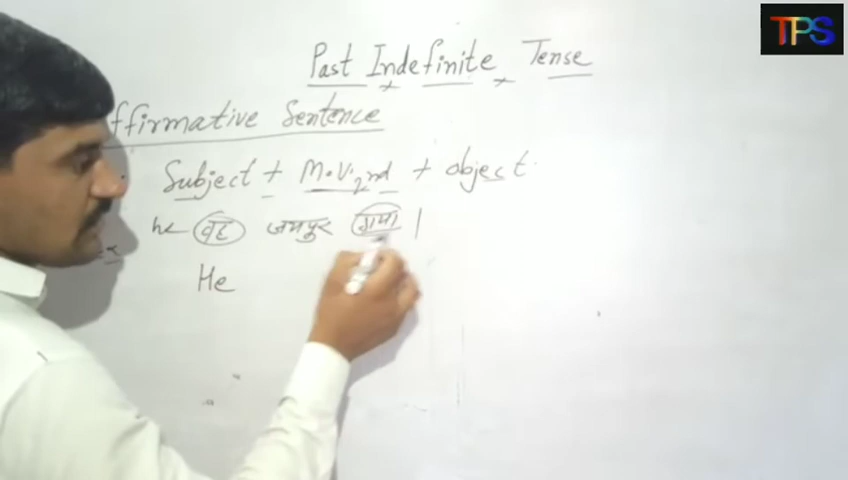 TPS
Past Indefinite Tense
ffirmative Sentence
Subject + M.V. 2nd + object.
he वह जयपुर गया |
He